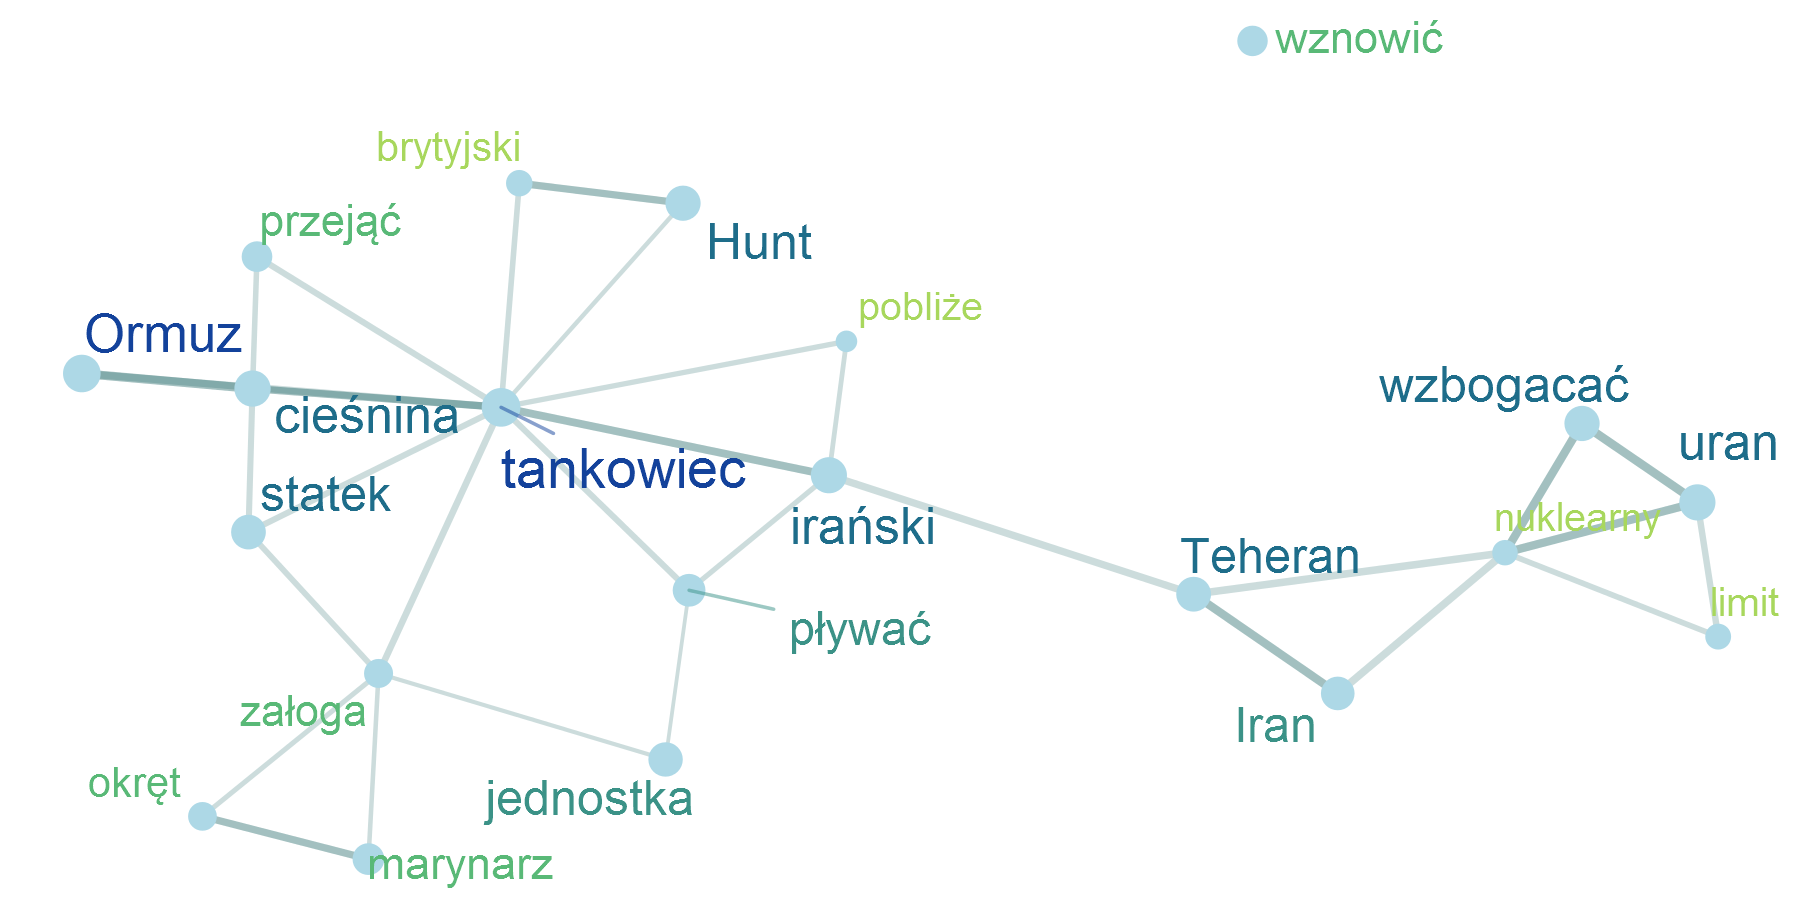 wznowić
brytyjski
przejąć
Hunt
pobliże
Ormuz
wzbogacać
cieśnina
uran
tankowiec
statek
nuklearny
irański
Teheran
limit
pływać
załoga
Iran
okręt
jednostka
marynarz